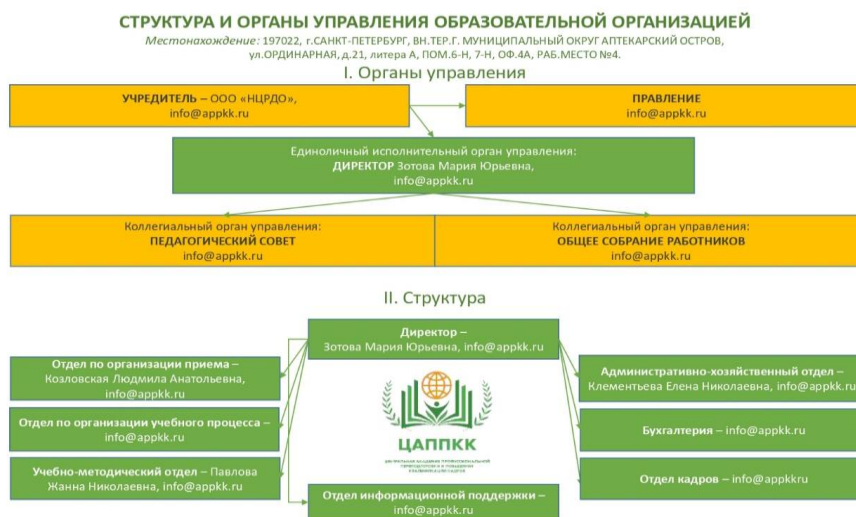 СТРУКТУРА И ОРГАНЫ УПРАВЛЕНИЯ ОБРАЗОВАТЕЛЬНОЙ ОРГАНИЗАЦИЕЙ
Местонахождение: 197022, г.САНКТ-ПЕТЕРБУРГ, ВН.ТЕР.Г. МУНИЦИПАЛЬНЫЙ ОКРУГ АПТЕКАРСКИЙ ОСТРОВ,
ул.ОРДИНАРНАЯ, д.21, литера А, ПОМ.6-Н, 7-Н, ОФ.4А, РАБ.МЕСТО №4.
I. Органы управления
УЧРЕДИТЕЛЬ – ООО «НЦРДО»,
info@appkk.ru
ПРАВЛЕНИЕ
info@appkk.ru
Единоличный исполнительный орган управления:
ДИРЕКТОР Зотова Мария Юрьевна,
info@appkk.ru
Коллегиальный орган управления:
ПЕДАГОГИЧЕСКИЙ СОВЕТ
info@appkk.ru
Коллегиальный орган управления:
ОБЩЕЕ СОБРАНИЕ РАБОТНИКОВ
info@appkk.ru
II. Структура
Директор –
Зотова Мария Юрьевна, info@appkk.ru
Отдел по организации приема –
Козловская Людмила Анатольевна,
info@appkk.ru
Отдел по организации учебного процесса –
info@appkk.ru
Учебно-методический отдел – Павлова
Жанна Николаевна, info@appkk.ru
ЦАППКК
Отдел информационной поддержки –
info@appkk.ru
Административно-хозяйственный отдел –
Клементьева Елена Николаевна, info@appkk.ru
Бухгалтерия – info@appkk.ru
Отдел кадров – info@appkkru